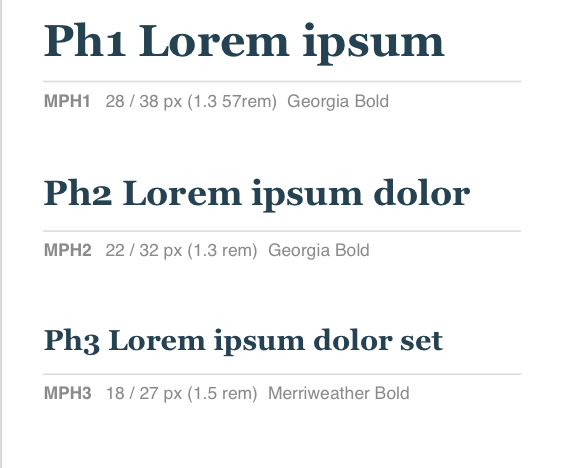 Ph1 Lorem ipsum
MPH1 28 / 38 px (1.3 57rem) Georgia Bold
Ph2 Lorem ipsum dolor
MPH2 22 / 32 px (1.3 rem) Georgia Bold
Ph3 Lorem ipsum dolor set
MPH3 18 / 27 px (1.5 rem) Merriweather Bold